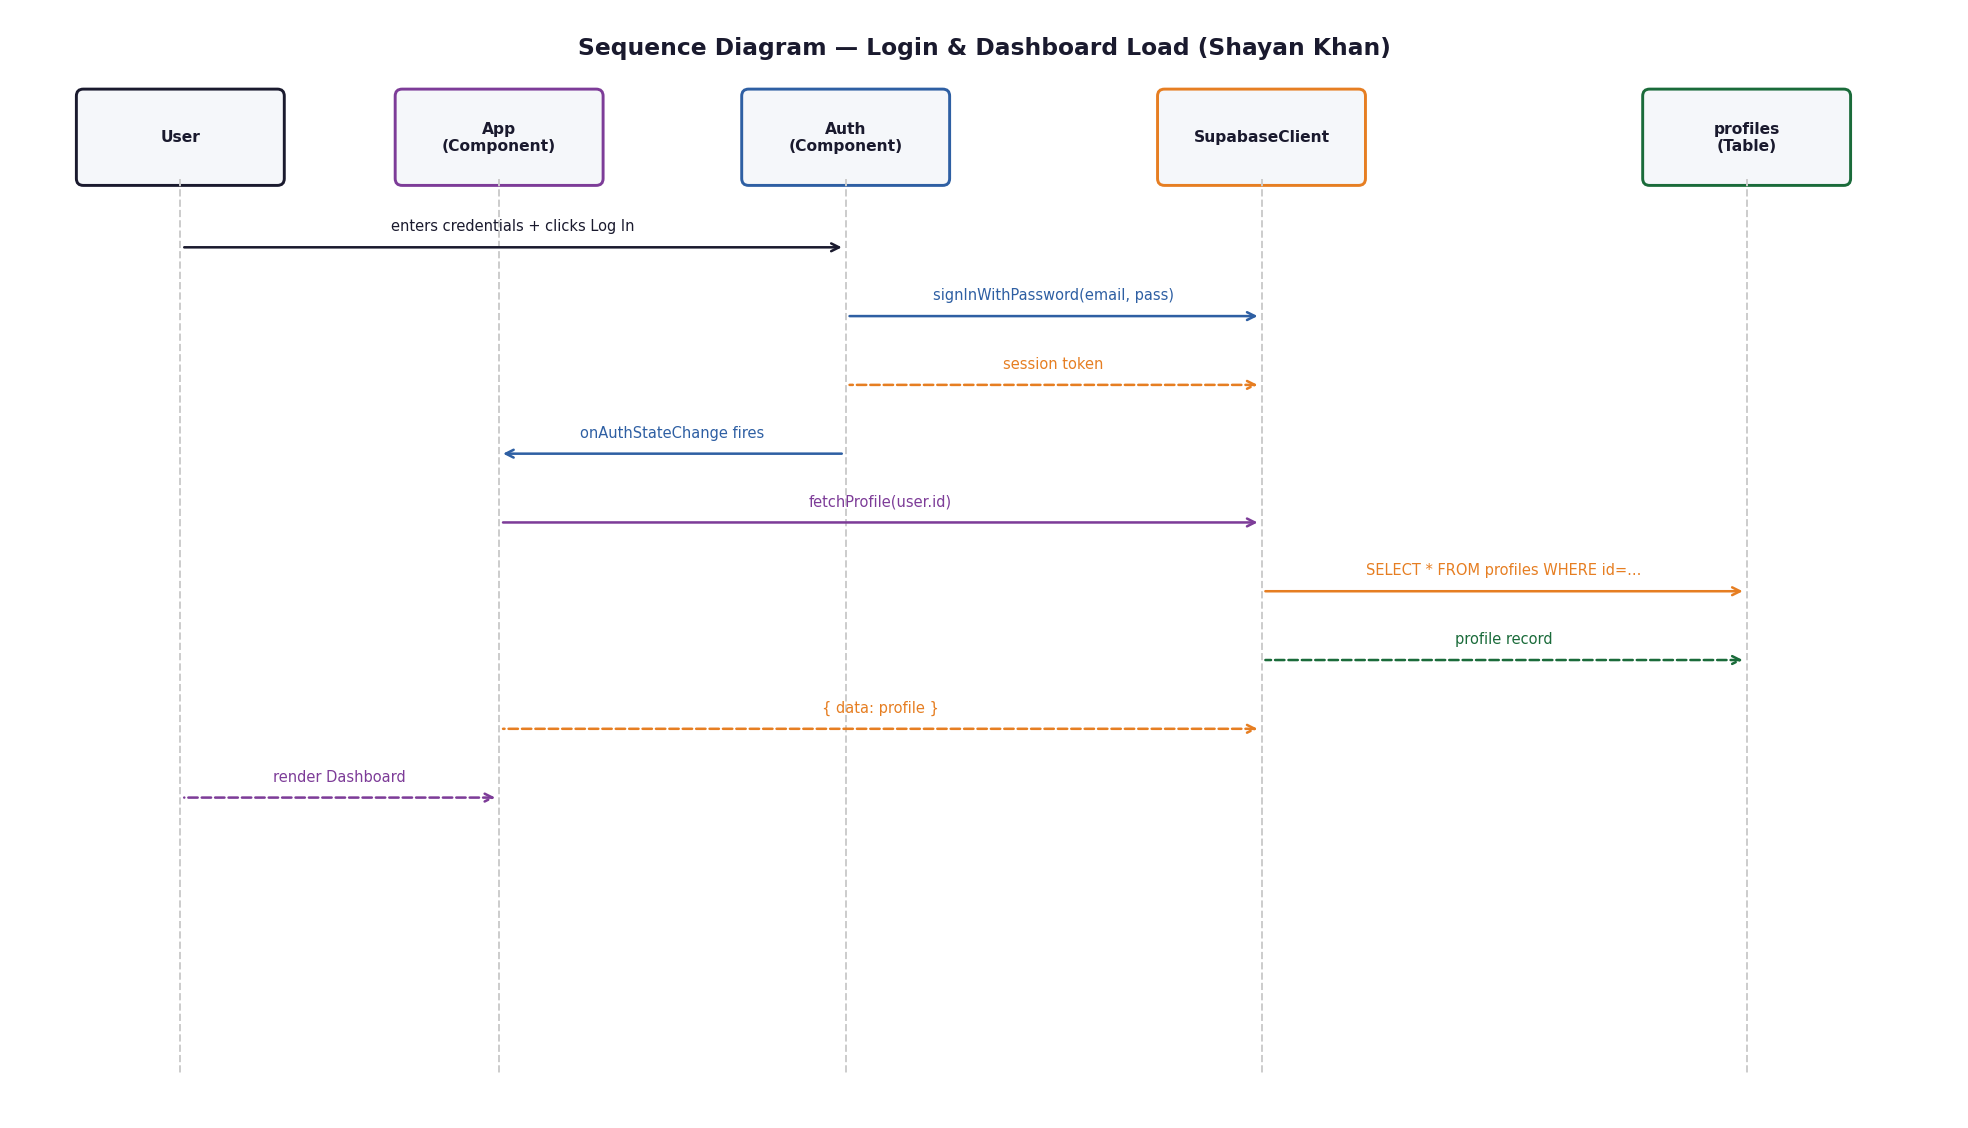 Sequence Diagram — Login & Dashboard Load (Shayan Khan)
User
App
(Component)
Auth
(Component)
SupabaseClient
profiles
(Table)
enters credentials + clicks Log In
signInWithPassword(email, pass)
session token
onAuthStateChange fires
fetchProfile(user.id)
SELECT * FROM profiles WHERE id=...
profile record
{ data: profile }
render Dashboard